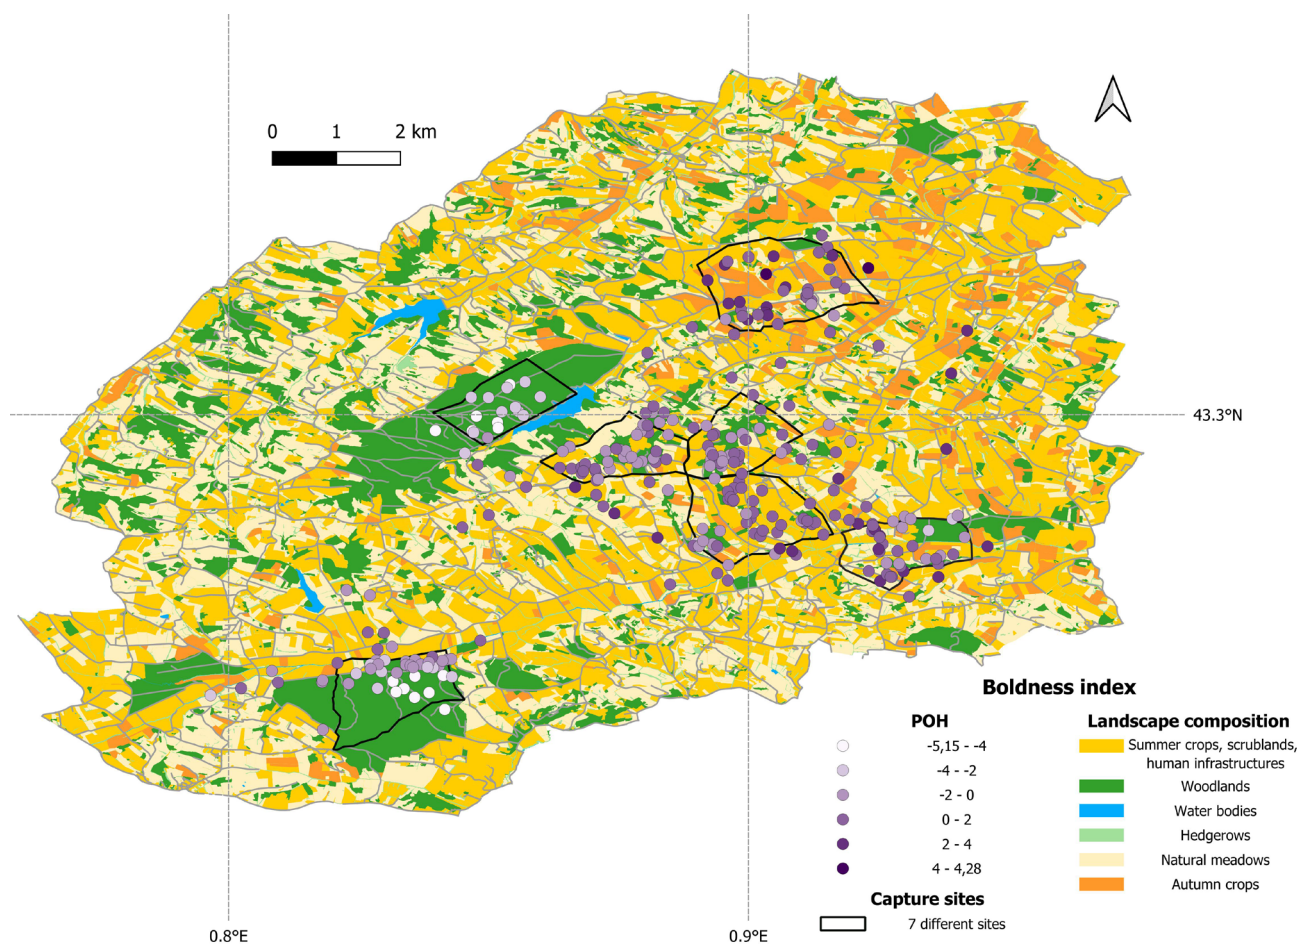 0 1 2 km
43.3°N
Boldness index
POH
-5,15 - -4
-4 - -2
-2 - 0
0 - 2
2 - 4
4 - 4,28
Capture sites
7 different sites
Landscape composition
Summer crops, scrublands,
human infrastructures
Woodlands
Water bodies
Hedgerows
Natural meadows
Autumn crops
0.8°E
0.9°E